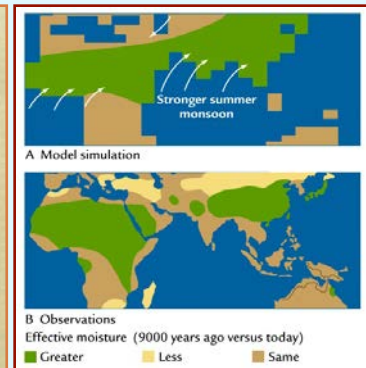 Stronger summer
monsoon
A Model simulation
B Observations
Effective moisture (9000 years ago versus today)
Greater Less Same